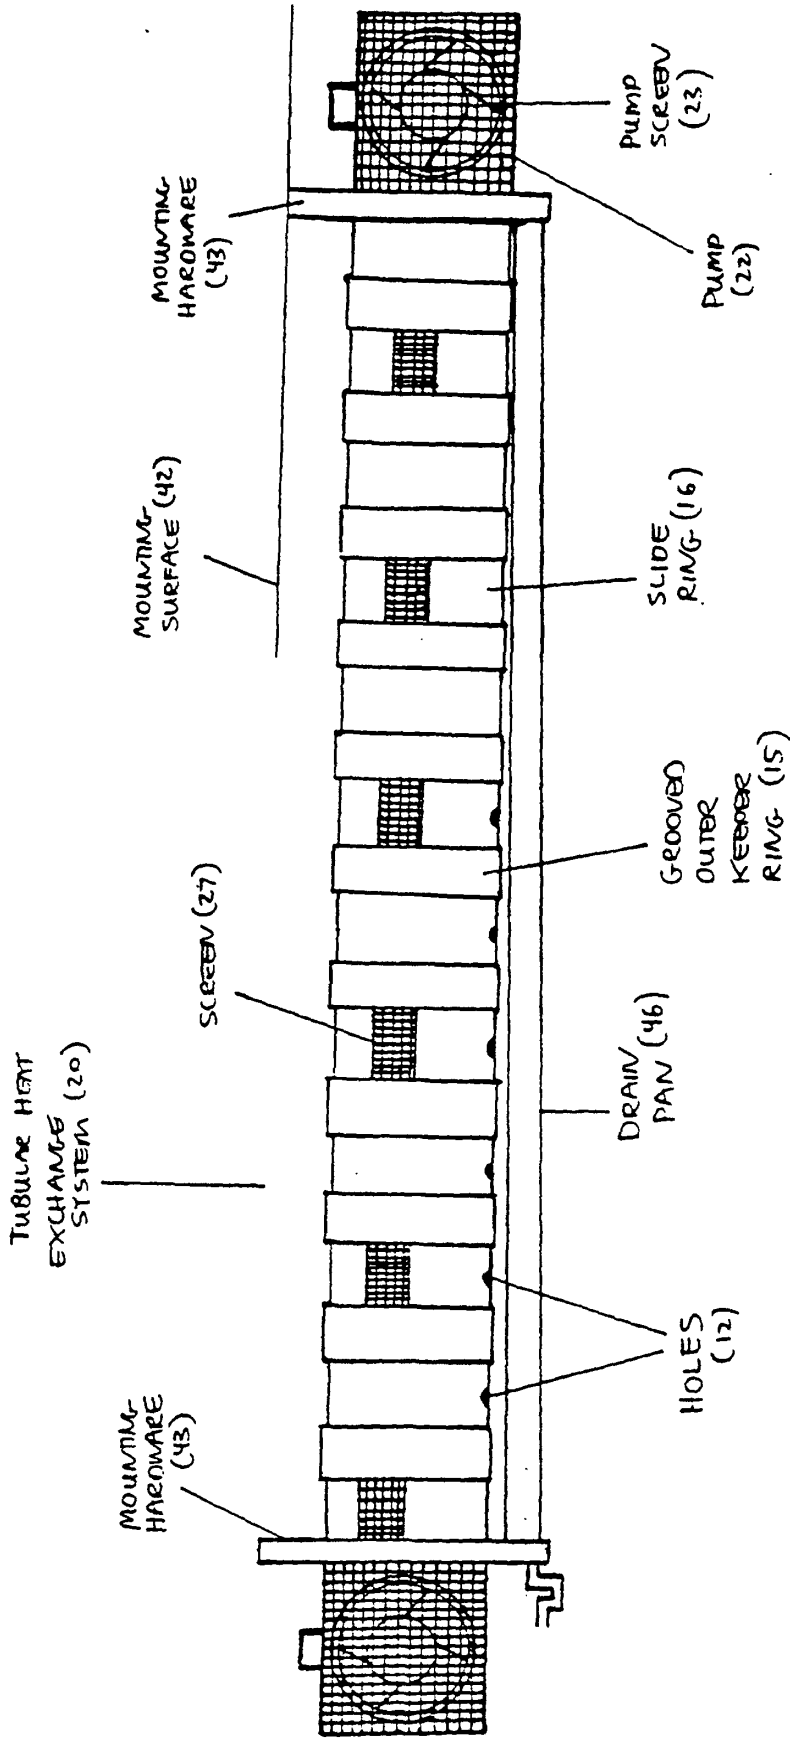 TUBULAR HEAT
EXCHANGE
SYSTEM (20)
MOUNTING
HARDWARE
(43)
SCREEN (27)
MOUNTING
SURFACE (42)
MOUNTING
HARDWARE
(43)
HOLES
(12)
DRAIN
PAN (46)
GROOVED
OUTER
KEEPER
RING (15)
SLIDE
RING (16)
PUMP
(22)
PUMP
SCREEN
(23)